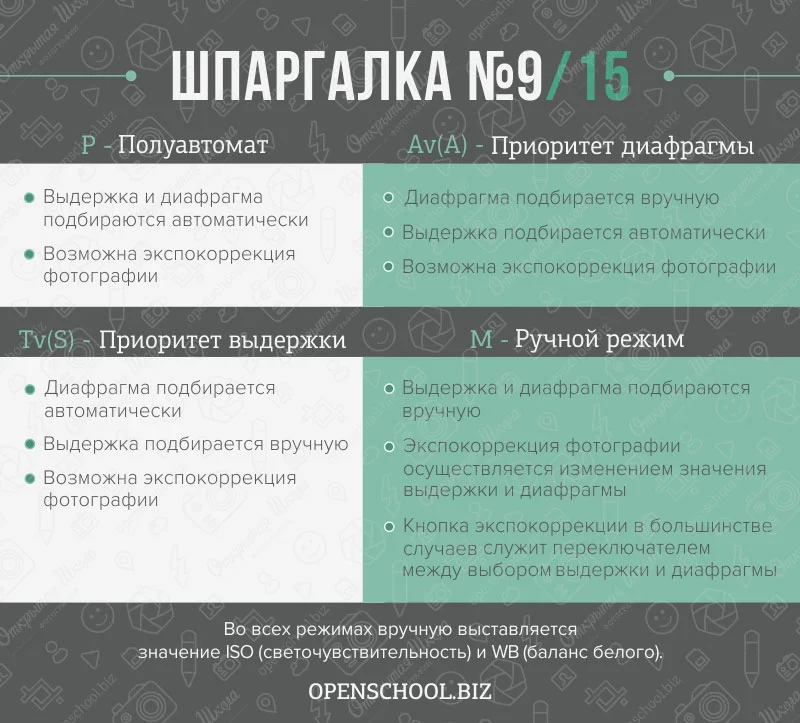 ШПАРГАЛКА №9/15
P - Полуавтомат
Выдержка и диафрагма
подбираются автоматически
Возможна экспокоррекция
фотографии
Av(A) - Приоритет диафрагмы
Диафрагма подбирается вручную
Выдержка подбирается автоматически
Возможна экспокоррекция фотографии
Tv(S) - Приоритет выдержки
Диафрагма подбирается
автоматически
Выдержка подбирается вручную
Возможна экспокоррекция
фотографии
M - Ручной режим
Выдержка и диафрагма подбираются
вручную
Экспокоррекция фотографии
осуществляется изменением значения
выдержки и диафрагмы
Кнопка экспокоррекции в большинстве
случаев служит переключателем
между выбором выдержки и диафрагмы
Во всех режимах вручную выставляется
значение ISO (светочувствительность) и WB (баланс белого).
OPENSCHOOL.BIZ